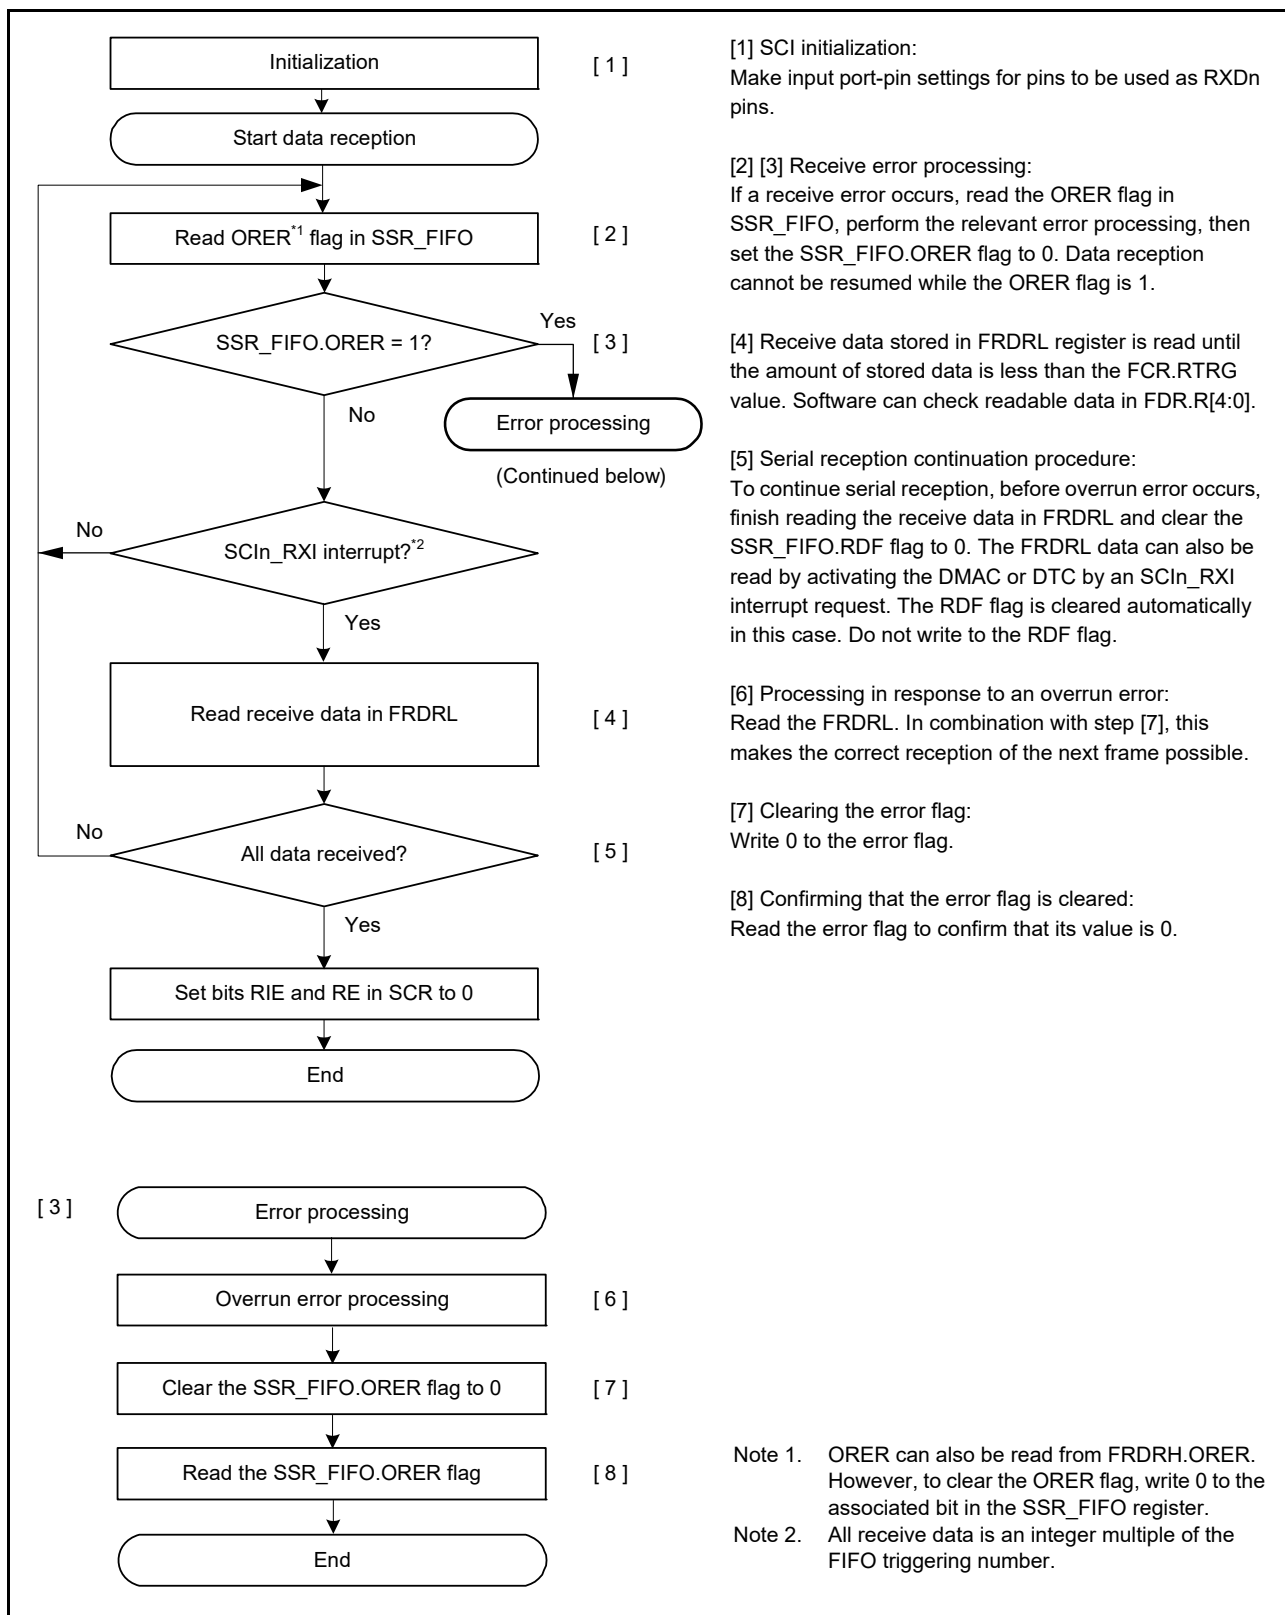 Initialization
[ 1 ]
Start data reception
Read ORER*1 flag in SSR_FIFO
[ 2 ]
SSR_FIFO.ORER = 1?
Yes
[ 3 ]
No
Error processing
(Continued below)
No
SCIn_RXI interrupt?*2
Yes
Read receive data in FRDRL
[ 4 ]
No
All data received?
[ 5 ]
Yes
Set bits RIE and RE in SCR to 0
End
[1] SCI initialization:
Make input port-pin settings for pins to be used as RXDn
pins.
[2] [3] Receive error processing:
If a receive error occurs, read the ORER flag in
SSR_FIFO, perform the relevant error processing, then
set the SSR_FIFO.ORER flag to 0. Data reception
cannot be resumed while the ORER flag is 1.
[4] Receive data stored in FRDRL register is read until
the amount of stored data is less than the FCR.RTRG
value. Software can check readable data in FDR.R[4:0].
[5] Serial reception continuation procedure:
To continue serial reception, before overrun error occurs,
finish reading the receive data in FRDRL and clear the
SSR_FIFO.RDF flag to 0. The FRDRL data can also be
read by activating the DMAC or DTC by an SCIn_RXI
interrupt request. The RDF flag is cleared automatically
in this case. Do not write to the RDF flag.
[6] Processing in response to an overrun error:
Read the FRDRL. In combination with step [7], this
makes the correct reception of the next frame possible.
[7] Clearing the error flag:
Write 0 to the error flag.
[8] Confirming that the error flag is cleared:
Read the error flag to confirm that its value is 0.
[ 3 ]
Error processing
Overrun error processing
[ 6 ]
Clear the SSR_FIFO.ORER flag to 0
[ 7 ]
Read the SSR_FIFO.ORER flag
[ 8 ]
End
Note 1. ORER can also be read from FRDRH.ORER.
However, to clear the ORER flag, write 0 to the
associated bit in the SSR_FIFO register.
Note 2. All receive data is an integer multiple of the
FIFO triggering number.